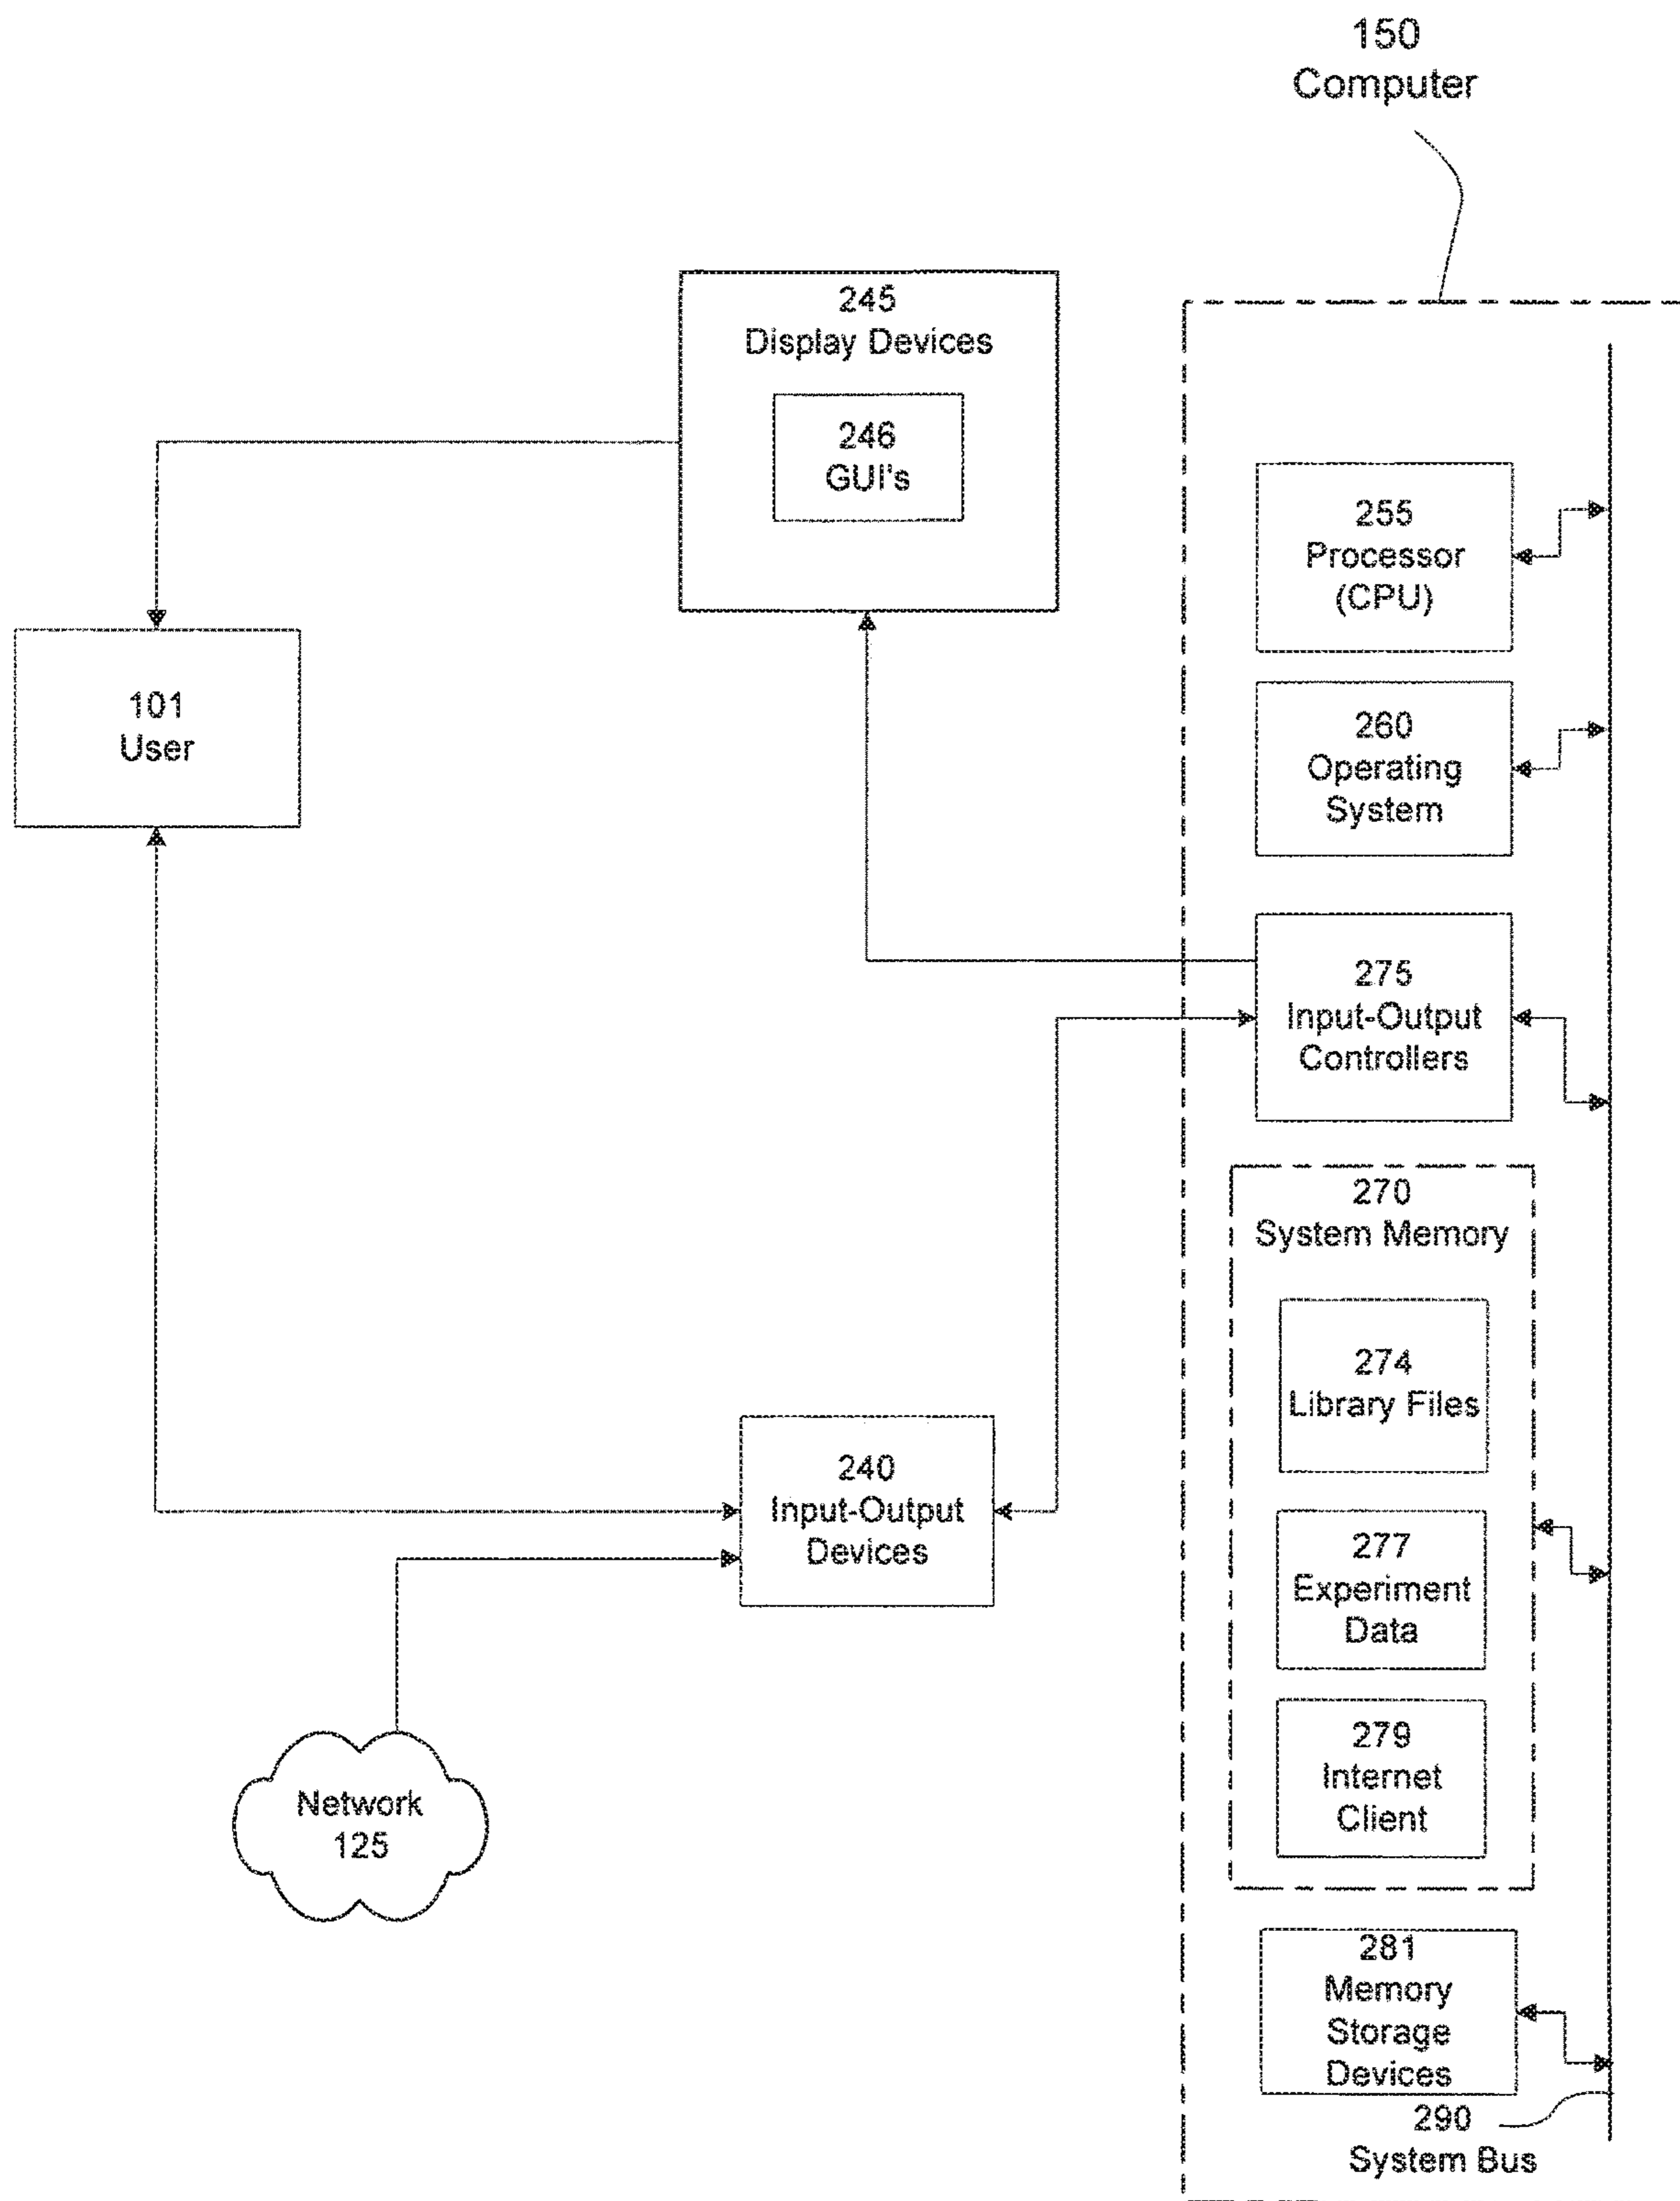 150
Computer
245
Display Devices
246
GUI's
101
User
255
Processor
(CPU)
260
Operating
System
275
Input-Output
Controllers
270
System Memory
274
Library Files
240
Input-Output
Devices
277
Experiment
Data
279
Internet
Client
Network
125
281
Memory
Storage
Devices
290
System Bus